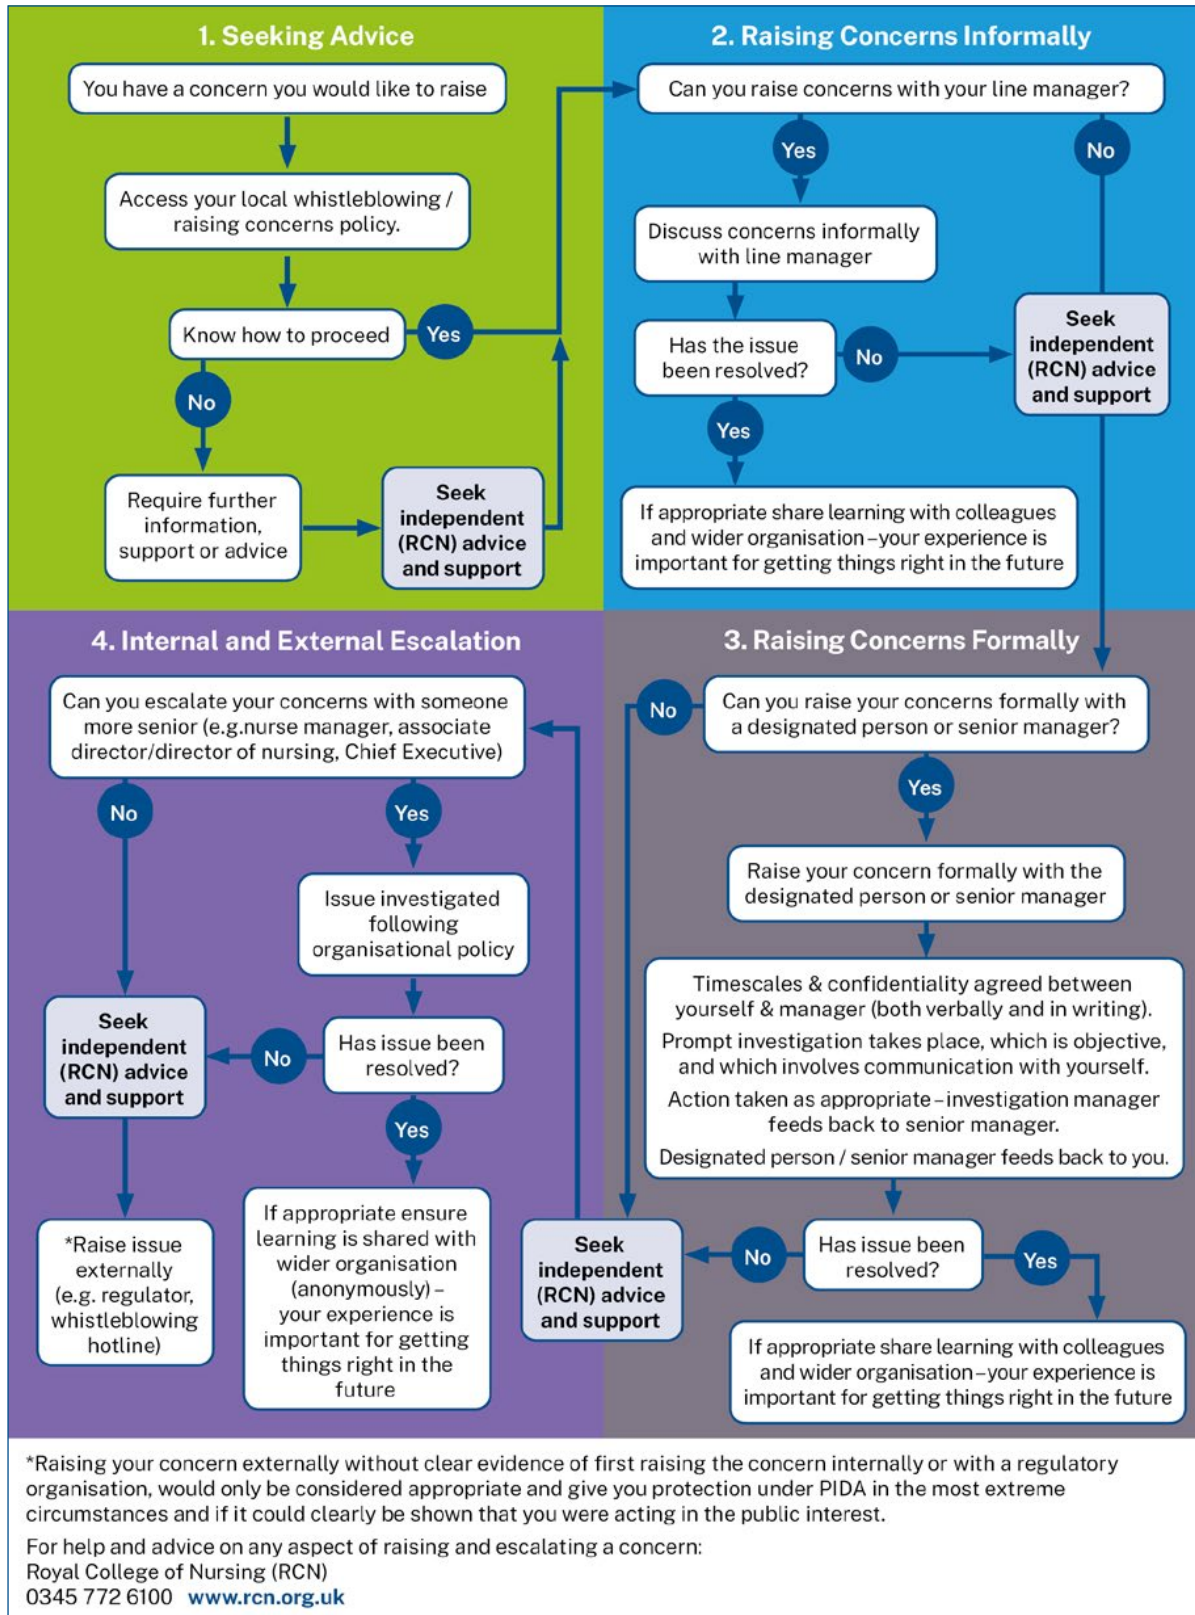 1. Seeking Advice
You have a concern you would like to raise
Access your local whistleblowing /
raising concerns policy.
Know how to proceed
Yes
No
Require further
information,
support or advice
Seek
independent
(RCN) advice
and support
2. Raising Concerns Informally
Can you raise concerns with your line manager?
Yes
No
Discuss concerns informally
with line manager
Has the issue
been resolved?
No
Seek
independent
(RCN) advice
and support
Yes
If appropriate share learning with colleagues
and wider organisation – your experience is
important for getting things right in the future
3. Raising Concerns Formally
Can you raise your concerns formally with
a designated person or senior manager?
No
Yes
Raise your concern formally with the
designated person or senior manager
Timescales & confidentiality agreed between
yourself & manager (both verbally and in writing).
Prompt investigation takes place, which is objective,
and which involves communication with yourself.
Action taken as appropriate – investigation manager
feeds back to senior manager.
Designated person / senior manager feeds back to you.
Has issue been
resolved?
No
Yes
Seek
independent
(RCN) advice
and support
If appropriate share learning with colleagues
and wider organisation – your experience is
important for getting things right in the future
4. Internal and External Escalation
Can you escalate your concerns with someone
more senior (e.g.nurse manager, associate
director/director of nursing, Chief Executive)
No
Yes
Issue investigated
following
organisational policy
Has issue been
resolved?
No
Seek
independent
(RCN) advice
and support
Yes
*Raise issue
externally
(e.g. regulator,
whistleblowing
hotline)
If appropriate ensure
learning is shared with
wider organisation
(anonymously) –
your experience is
important for getting
things right in the
future
*Raising your concern externally without clear evidence of first raising the concern internally or with a regulatory
organisation, would only be considered appropriate and give you protection under PIDA in the most extreme
circumstances and if it could clearly be shown that you were acting in the public interest.
For help and advice on any aspect of raising and escalating a concern:
Royal College of Nursing (RCN)
0345 772 6100 www.rcn.org.uk